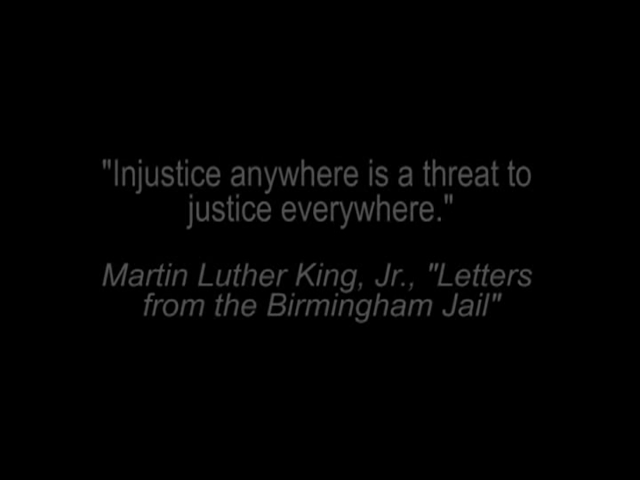 "Injustice anywhere is a threat to
justice everywhere."
Martin Luther King, Jr., "Letters
from the Birmingham Jail"